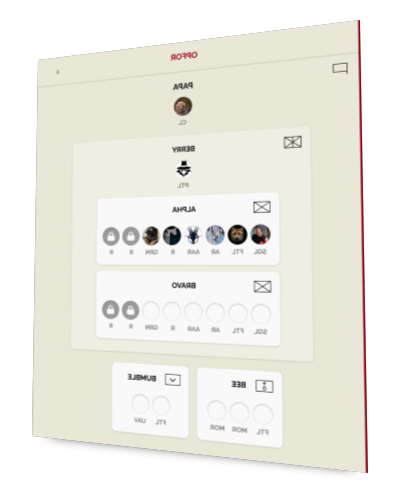 OPFOR
PAPA
CL
BERRY
FTL
ALPHA
SQL FTL AR AAR R GRN R R
BRAVO
SQL FTL AR AAR R GRN R R
BEE
FTL MOR MOR
BUMBLE
FTL UAV